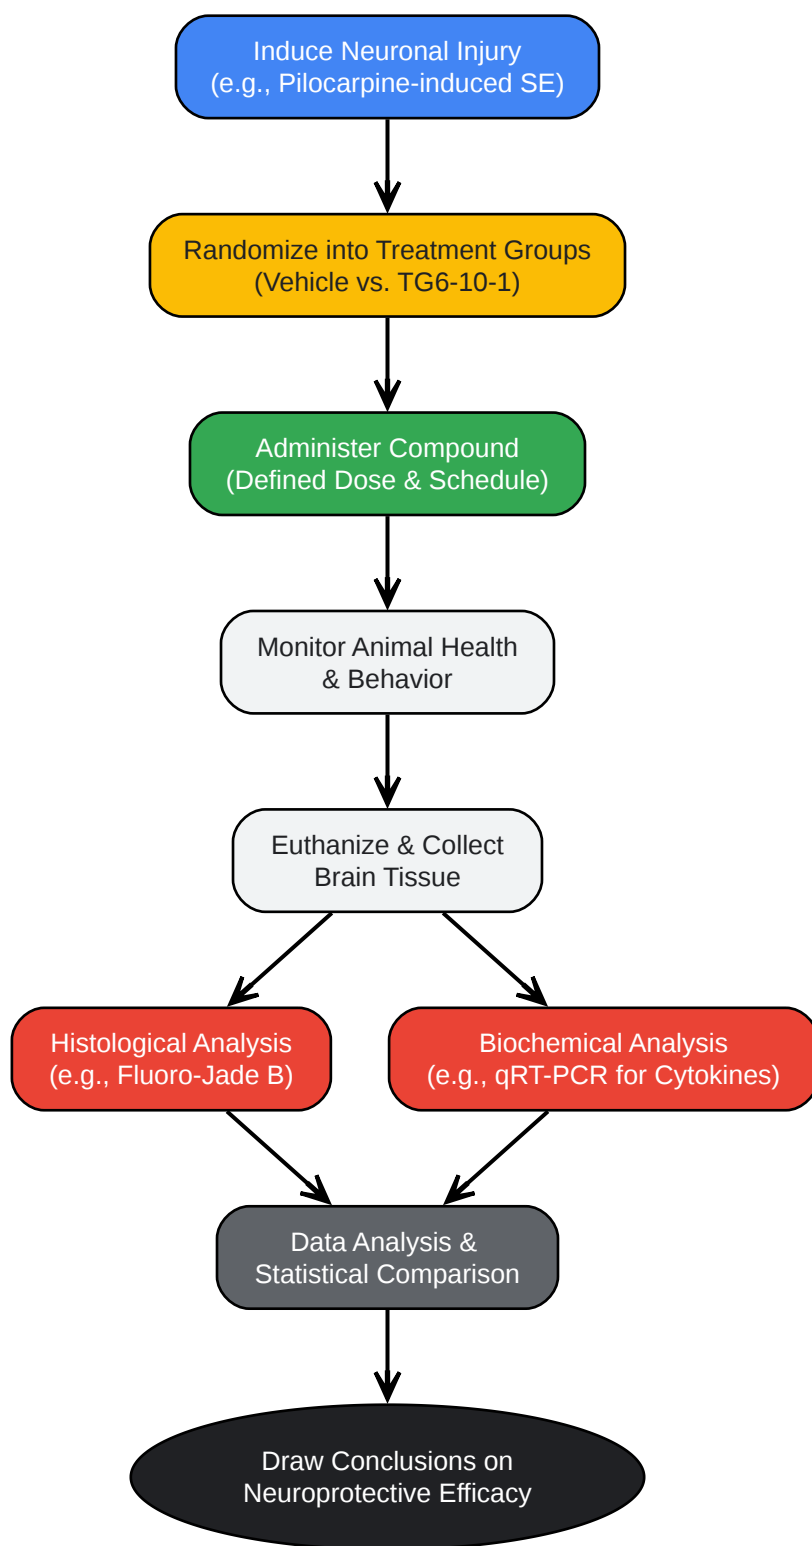 Induce Neuronal Injury
(e.g., Pilocarpine-induced SE)
Randomize into Treatment Groups
(Vehicle vs. TG6-10-1)
Administer Compound
(Defined Dose & Schedule)
Monitor Animal Health
& Behavior
Euthanize & Collect
Brain Tissue
Histological Analysis
(e.g., Fluoro-Jade B)
Biochemical Analysis
(e.g., qRT-PCR for Cytokines)
Data Analysis &
Statistical Comparison
Draw Conclusions on
Neuroprotective Efficacy